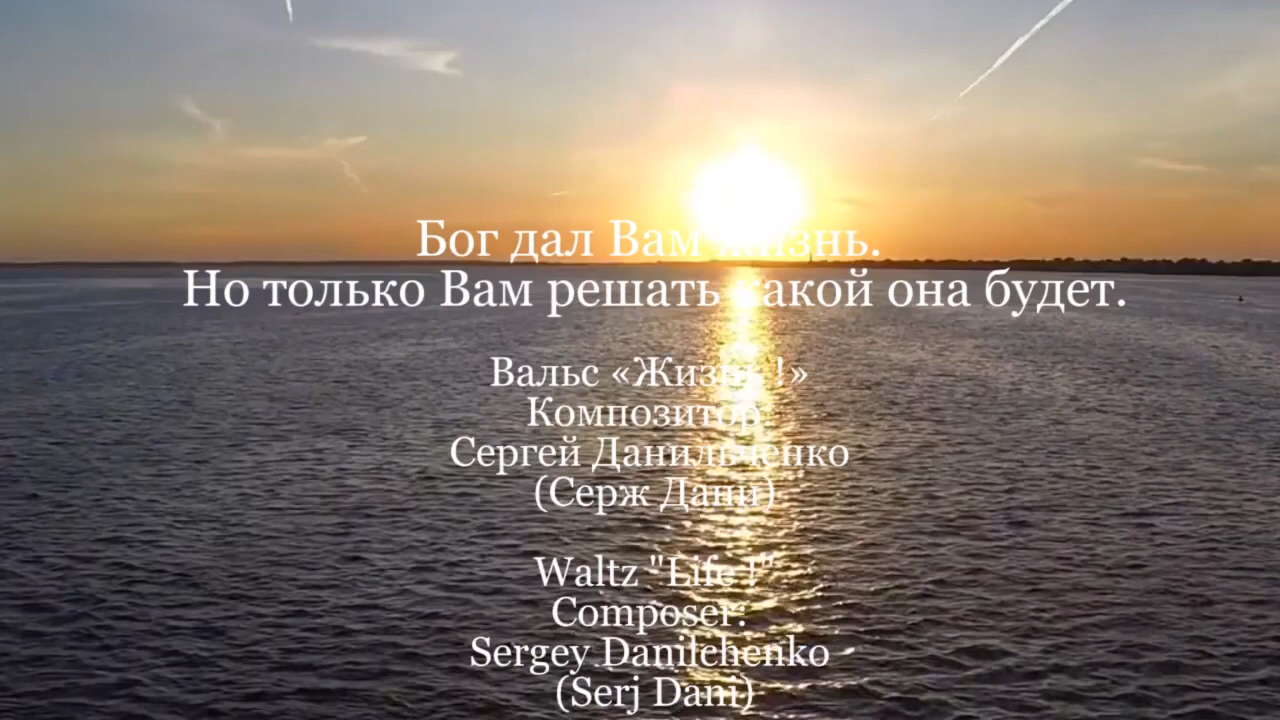 Бог дал Вам жизнь.
Но только Вам решать какой она будет.
Вальс «Жизнь !»
Композитор:
Сергей Данильченко
(Серж Дани)
Waltz "Life !"
Composer:
Sergey Danilchenko
(Serj Dani)